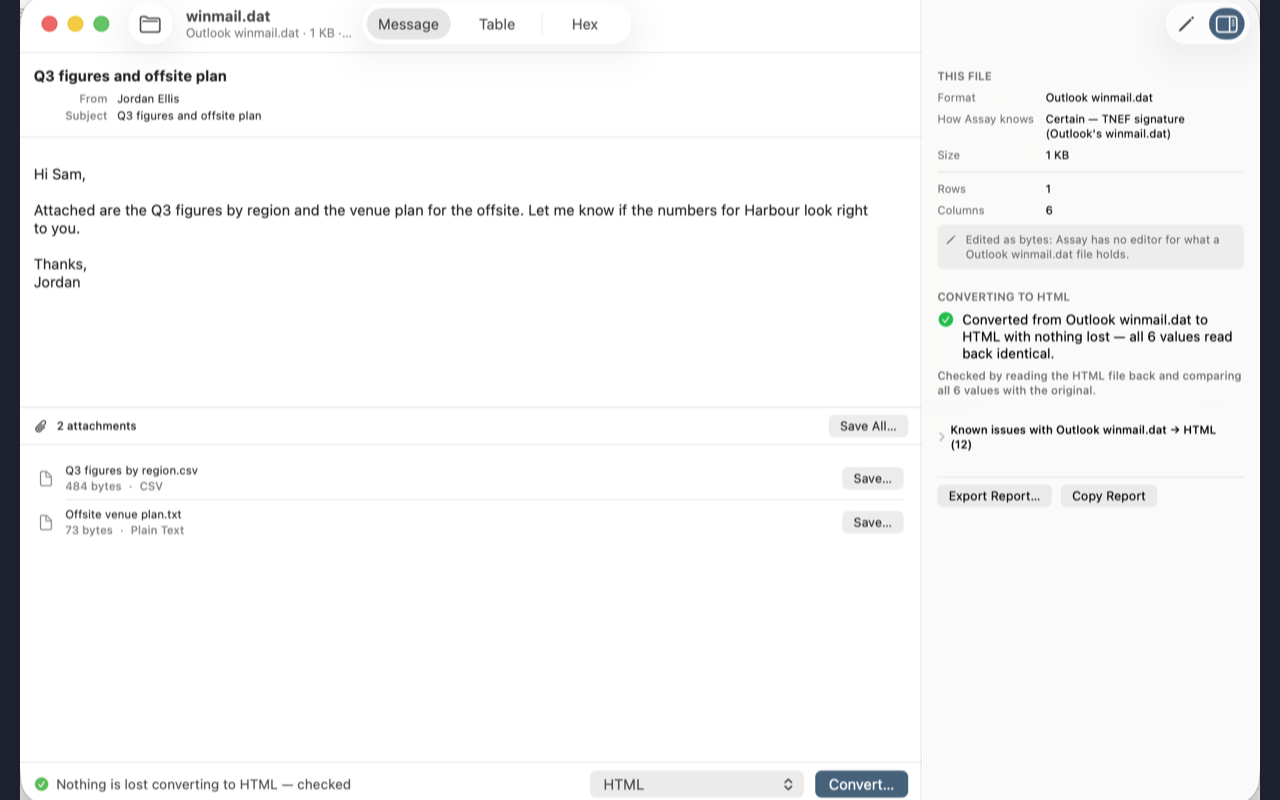 winmail.dat
Outlook winmail.dat · 1 KB ·...
Message
Table
Hex
Q3 figures and offsite plan
From Jordan Ellis
Subject Q3 figures and offsite plan
Hi Sam,
Attached are the Q3 figures by region and the venue plan for the offsite. Let me know if the numbers for Harbour look right
to you.
Thanks,
Jordan
2 attachments
Save All...
Q3 figures by region.csv
484 bytes · CSV
Save...
Offsite venue plan.txt
73 bytes · Plain Text
Save...
Nothing is lost converting to HTML — checked
HTML
Convert...
THIS FILE
Format Outlook winmail.dat
How Assay knows Certain — TNEF signature
(Outlook's winmail.dat)
Size 1 KB
Rows 1
Columns 6
Edited as bytes: Assay has no editor for what a
Outlook winmail.dat file holds.
CONVERTING TO HTML
Converted from Outlook winmail.dat to
HTML with nothing lost — all 6 values read
back identical.
Checked by reading the HTML file back and comparing
all 6 values with the original.
Known issues with Outlook winmail.dat → HTML
(12)
Export Report...
Copy Report